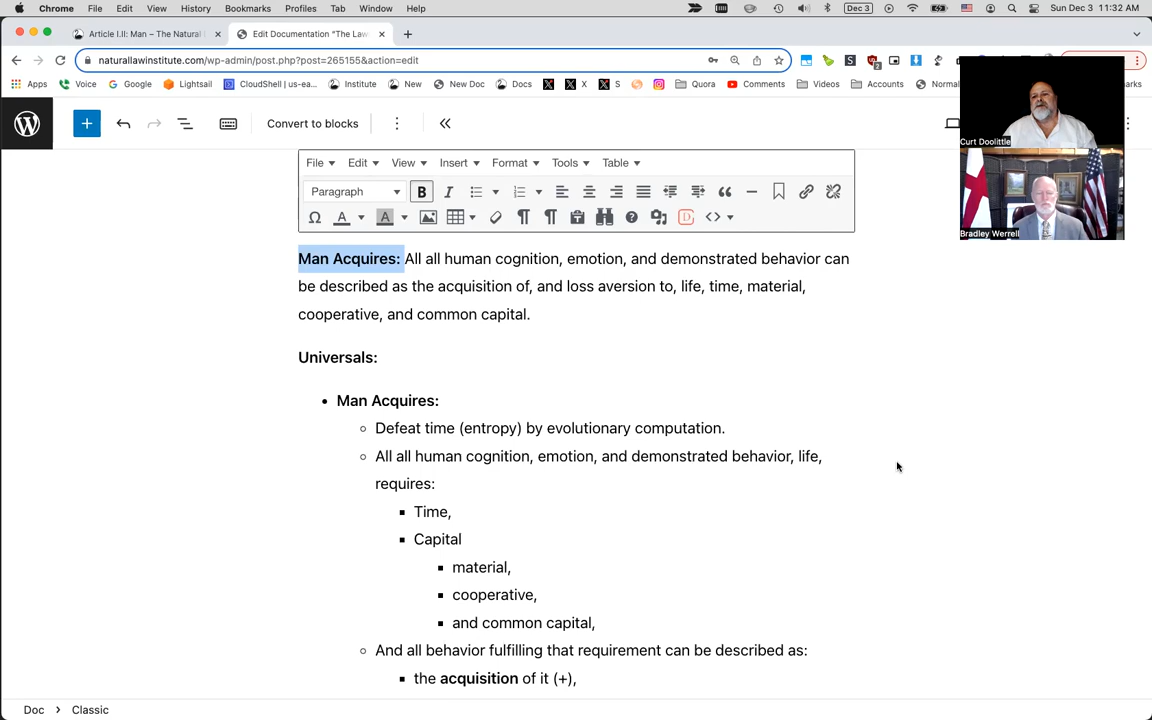 Chrome File Edit View History Bookmarks Profiles Tab Window Help Dec 3 Sun Dec 3 11:32 AM
Article I.II: Man – The Natural Edit Documentation “The Law
naturallawinstitute.com/wp-admin/post.php?post=265155&action=edit
Apps Voice Google Lightsail CloudShell | us-ea... Institute New New Doc Docs X X S Quora Comments Videos Accounts Normal
Convert to blocks
Curt Doolittle
File Edit View Insert Format Tools Table
Paragraph B I
Bradley Werrell
Man Acquires: All all human cognition, emotion, and demonstrated behavior can
be described as the acquisition of, and loss aversion to, life, time, material,
cooperative, and common capital.
Universals:
• Man Acquires:
◦ Defeat time (entropy) by evolutionary computation.
◦ All all human cognition, emotion, and demonstrated behavior, life,
requires:
▪ Time,
▪ Capital
▪ material,
▪ cooperative,
▪ and common capital,
◦ And all behavior fulfilling that requirement can be described as:
▪ the acquisition of it (+),
Doc > Classic